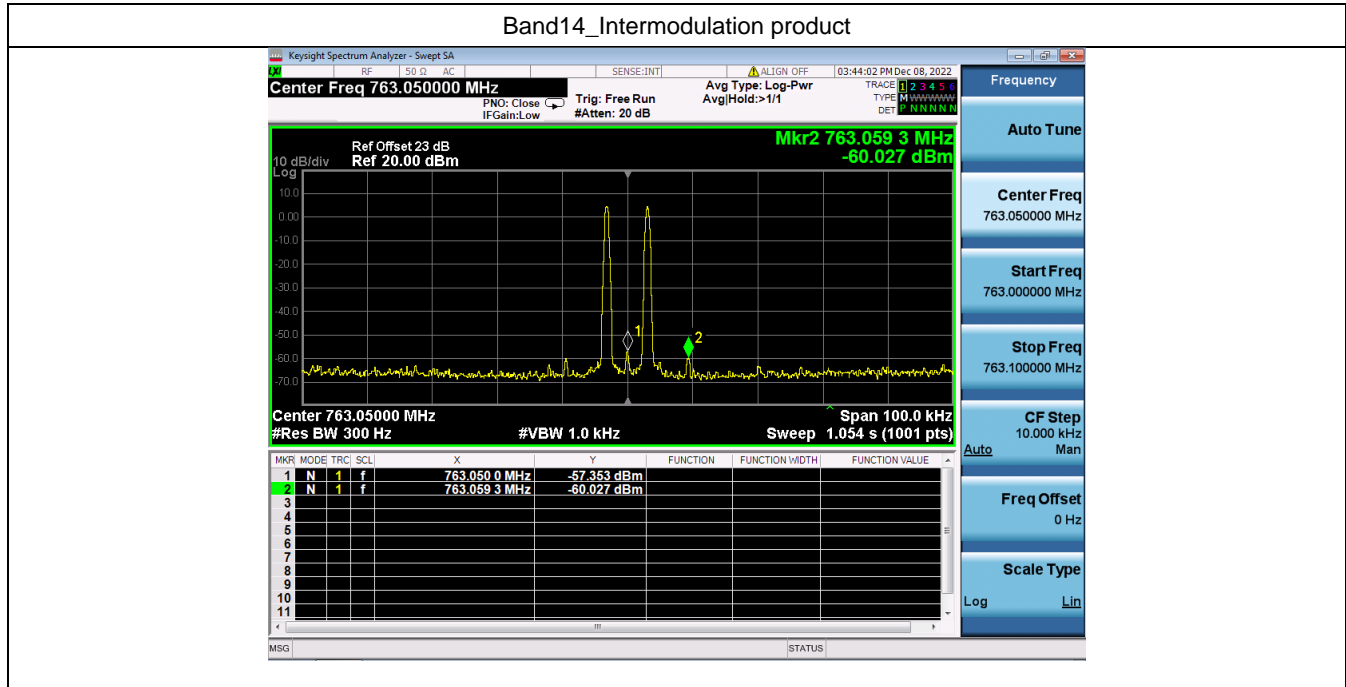 Band14_Intermodulation product
Keysight Spectrum Analyzer - Swept SA
LXI RF 50 Ω AC SENSE:INT ALIGN OFF 03:44:02 PM Dec 08, 2022
Center Freq 763.050000 MHz
PNO: Close
IFGain:Low
Trig: Free Run
#Atten: 20 dB
Avg Type: Log-Pwr
Avg|Hold:>1/1
TRACE 1 2 3 4 5 6
TYPE M WWWWW
DET P N N N N N
Mkr2 763.059 3 MHz
-60.027 dBm
Ref Offset 23 dB
10 dB/div Ref 20.00 dBm
Log
10.0
0.00
-10.0
-20.0
-30.0
-40.0
-50.0
-60.0
-70.0
1
2
Center 763.05000 MHz Span 100.0 kHz
#Res BW 300 Hz #VBW 1.0 kHz Sweep 1.054 s (1001 pts)
MKR MODE TRC SCL X Y FUNCTION FUNCTION WIDTH FUNCTION VALUE
1 N 1 f 763.050 0 MHz -57.353 dBm
2 N 1 f 763.059 3 MHz -60.027 dBm
3
4
5
6
7
8
9
10
11
MSG STATUS
Frequency
Auto Tune
Center Freq
763.050000 MHz
Start Freq
763.000000 MHz
Stop Freq
763.100000 MHz
CF Step
10.000 kHz
Auto Man
Freq Offset
0 Hz
Scale Type
Log Lin